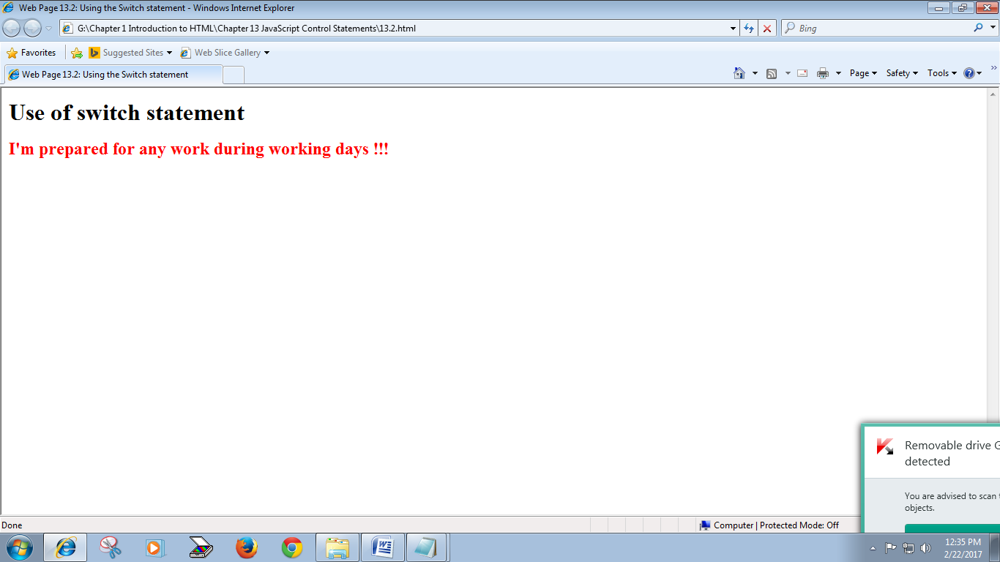 Web Page 13.2: Using the Switch statement - Windows Internet Explorer
G:\Chapter 1 Introduction to HTML\Chapter 13 JavaScript Control Statements\13.2.html
Bing
Favorites
Suggested Sites
Web Slice Gallery
Web Page 13.2: Using the Switch statement
Page
Safety
Tools
Use of switch statement
I'm prepared for any work during working days !!!
Removable drive G
detected
You are advised to scan
objects.
Done
Computer | Protected Mode: Off
12:35 PM
2/22/2017